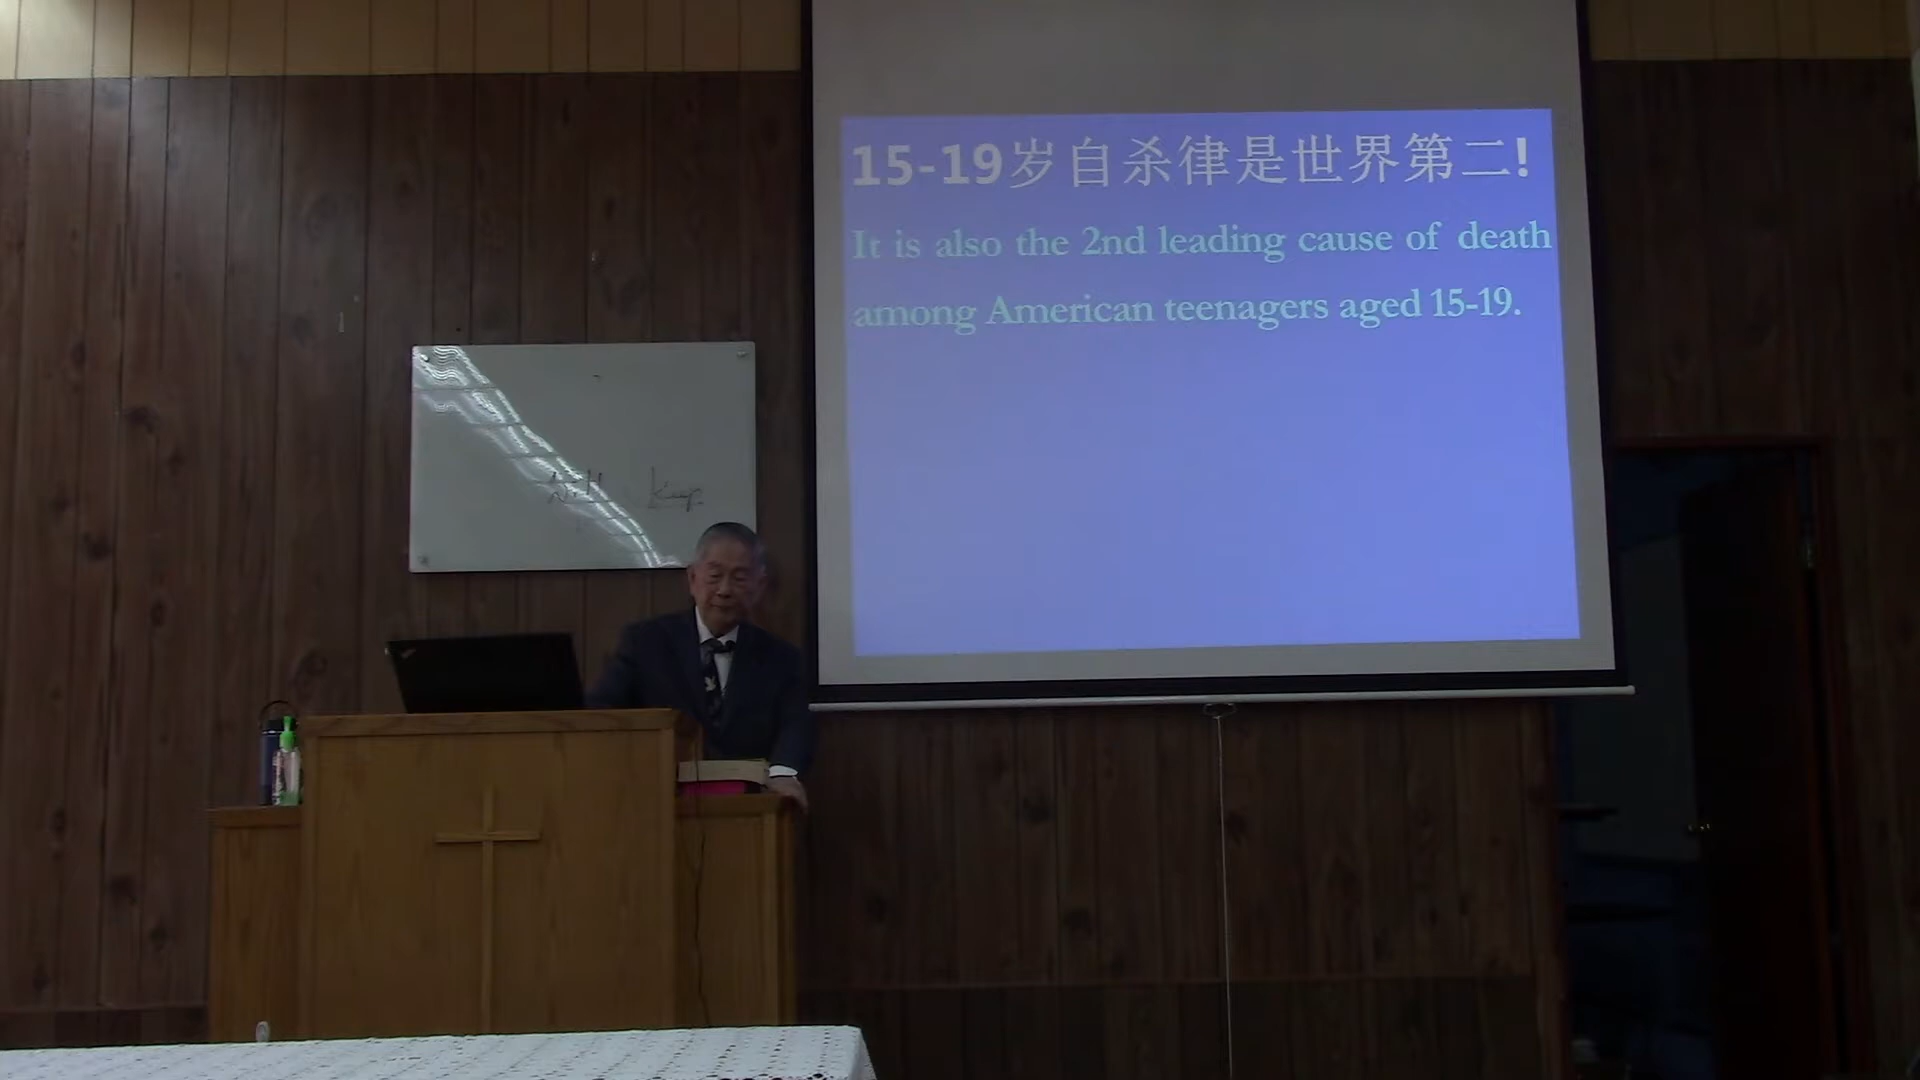 15-19岁自杀律是世界第二!
It is also the 2nd leading cause of death
among American teenagers aged 15-19.